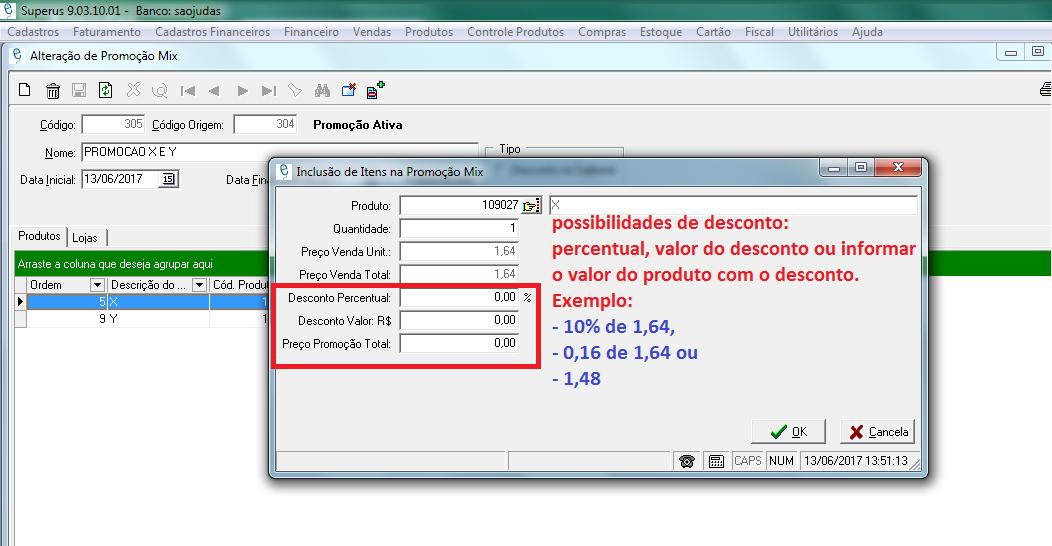 Superus 9.03.10.01 - Banco: saojudas
Cadastros Faturamento Cadastros Financeiros Financeiro Vendas Produtos Controle Produtos Compras Estoque Cartão Fiscal Utilitários Ajuda
Alteração de Promoção Mix
Código: 305 Código Origem: 304 Promoção Ativa
Nome: PROMOCAO X E Y
Tipo
Data Inicial: 13/06/2017 15 Data Fin
Produtos Lojas
Arraste a coluna que deseja agrupar aqui
Ordem Descrição do ... Cód. Produt
5 X 1
9 Y 1
Inclusão de Itens na Promoção Mix
Produto: 109027 X
Quantidade: 1
Preço Venda Unit.: 1,64
Preço Venda Total: 1,64
Desconto Percentual: 0,00 %
Desconto Valor: R$ 0,00
Preço Promoção Total: 0,00
possibilidades de desconto:
percentual, valor do desconto ou informar
o valor do produto com o desconto.
Exemplo:
- 10% de 1,64,
- 0,16 de 1,64 ou
- 1,48
OK Cancela
CAPS NUM 13/06/2017 13:51:13